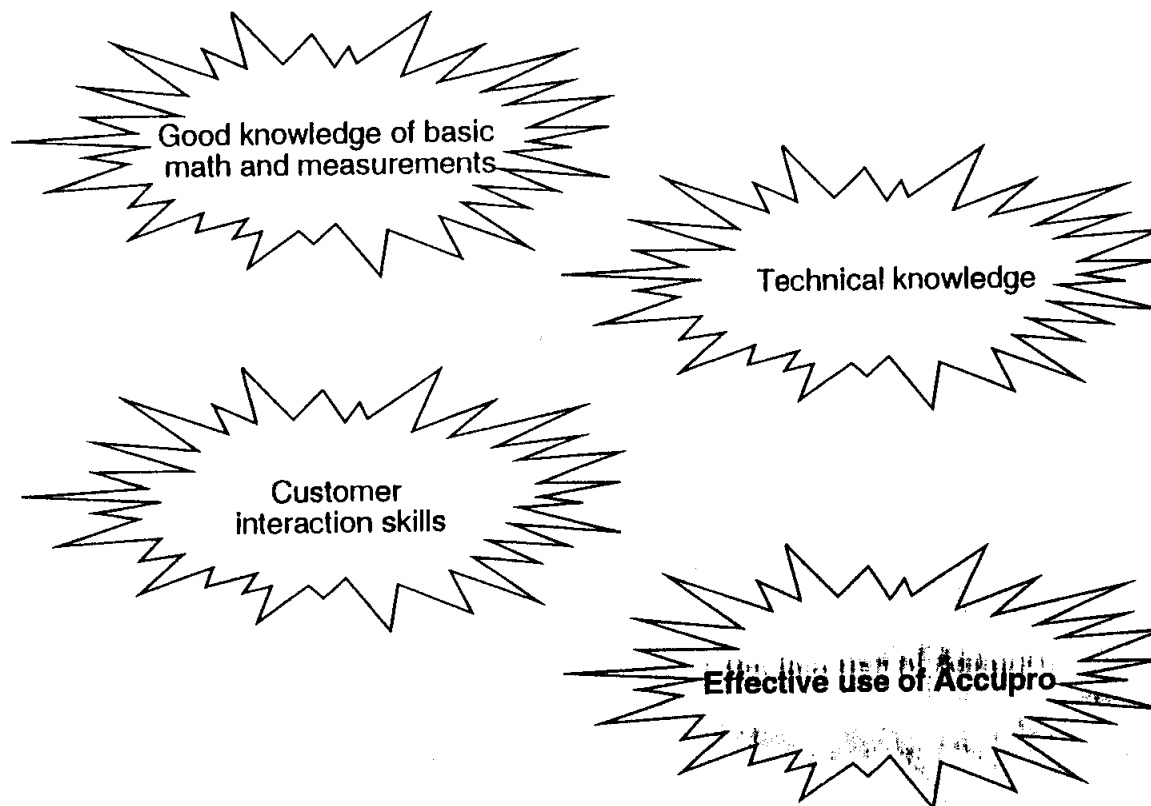 Good knowledge of basic
math and measurements
Technical knowledge
Customer
interaction skills
Effective use of Accupro